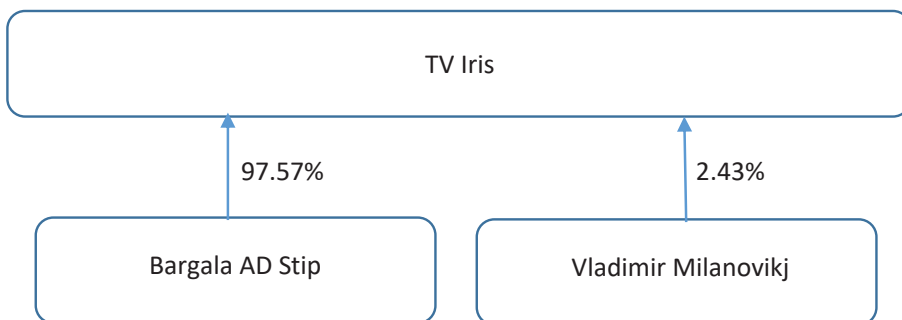 TV Iris
97.57%
2.43%
Bargala AD Stip
Vladimir Milanovikj